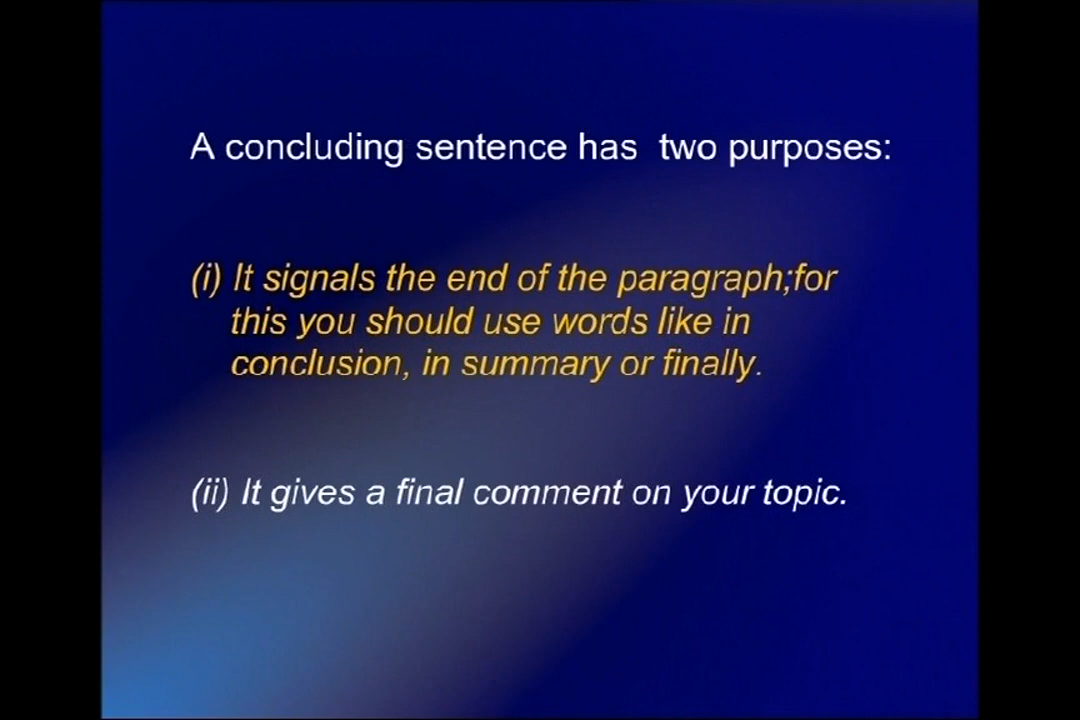 A concluding sentence has  two purposes:
(i) It signals the end of the paragraph;for
this you should use words like in
conclusion, in summary or finally.
(ii) It gives a final comment on your topic.